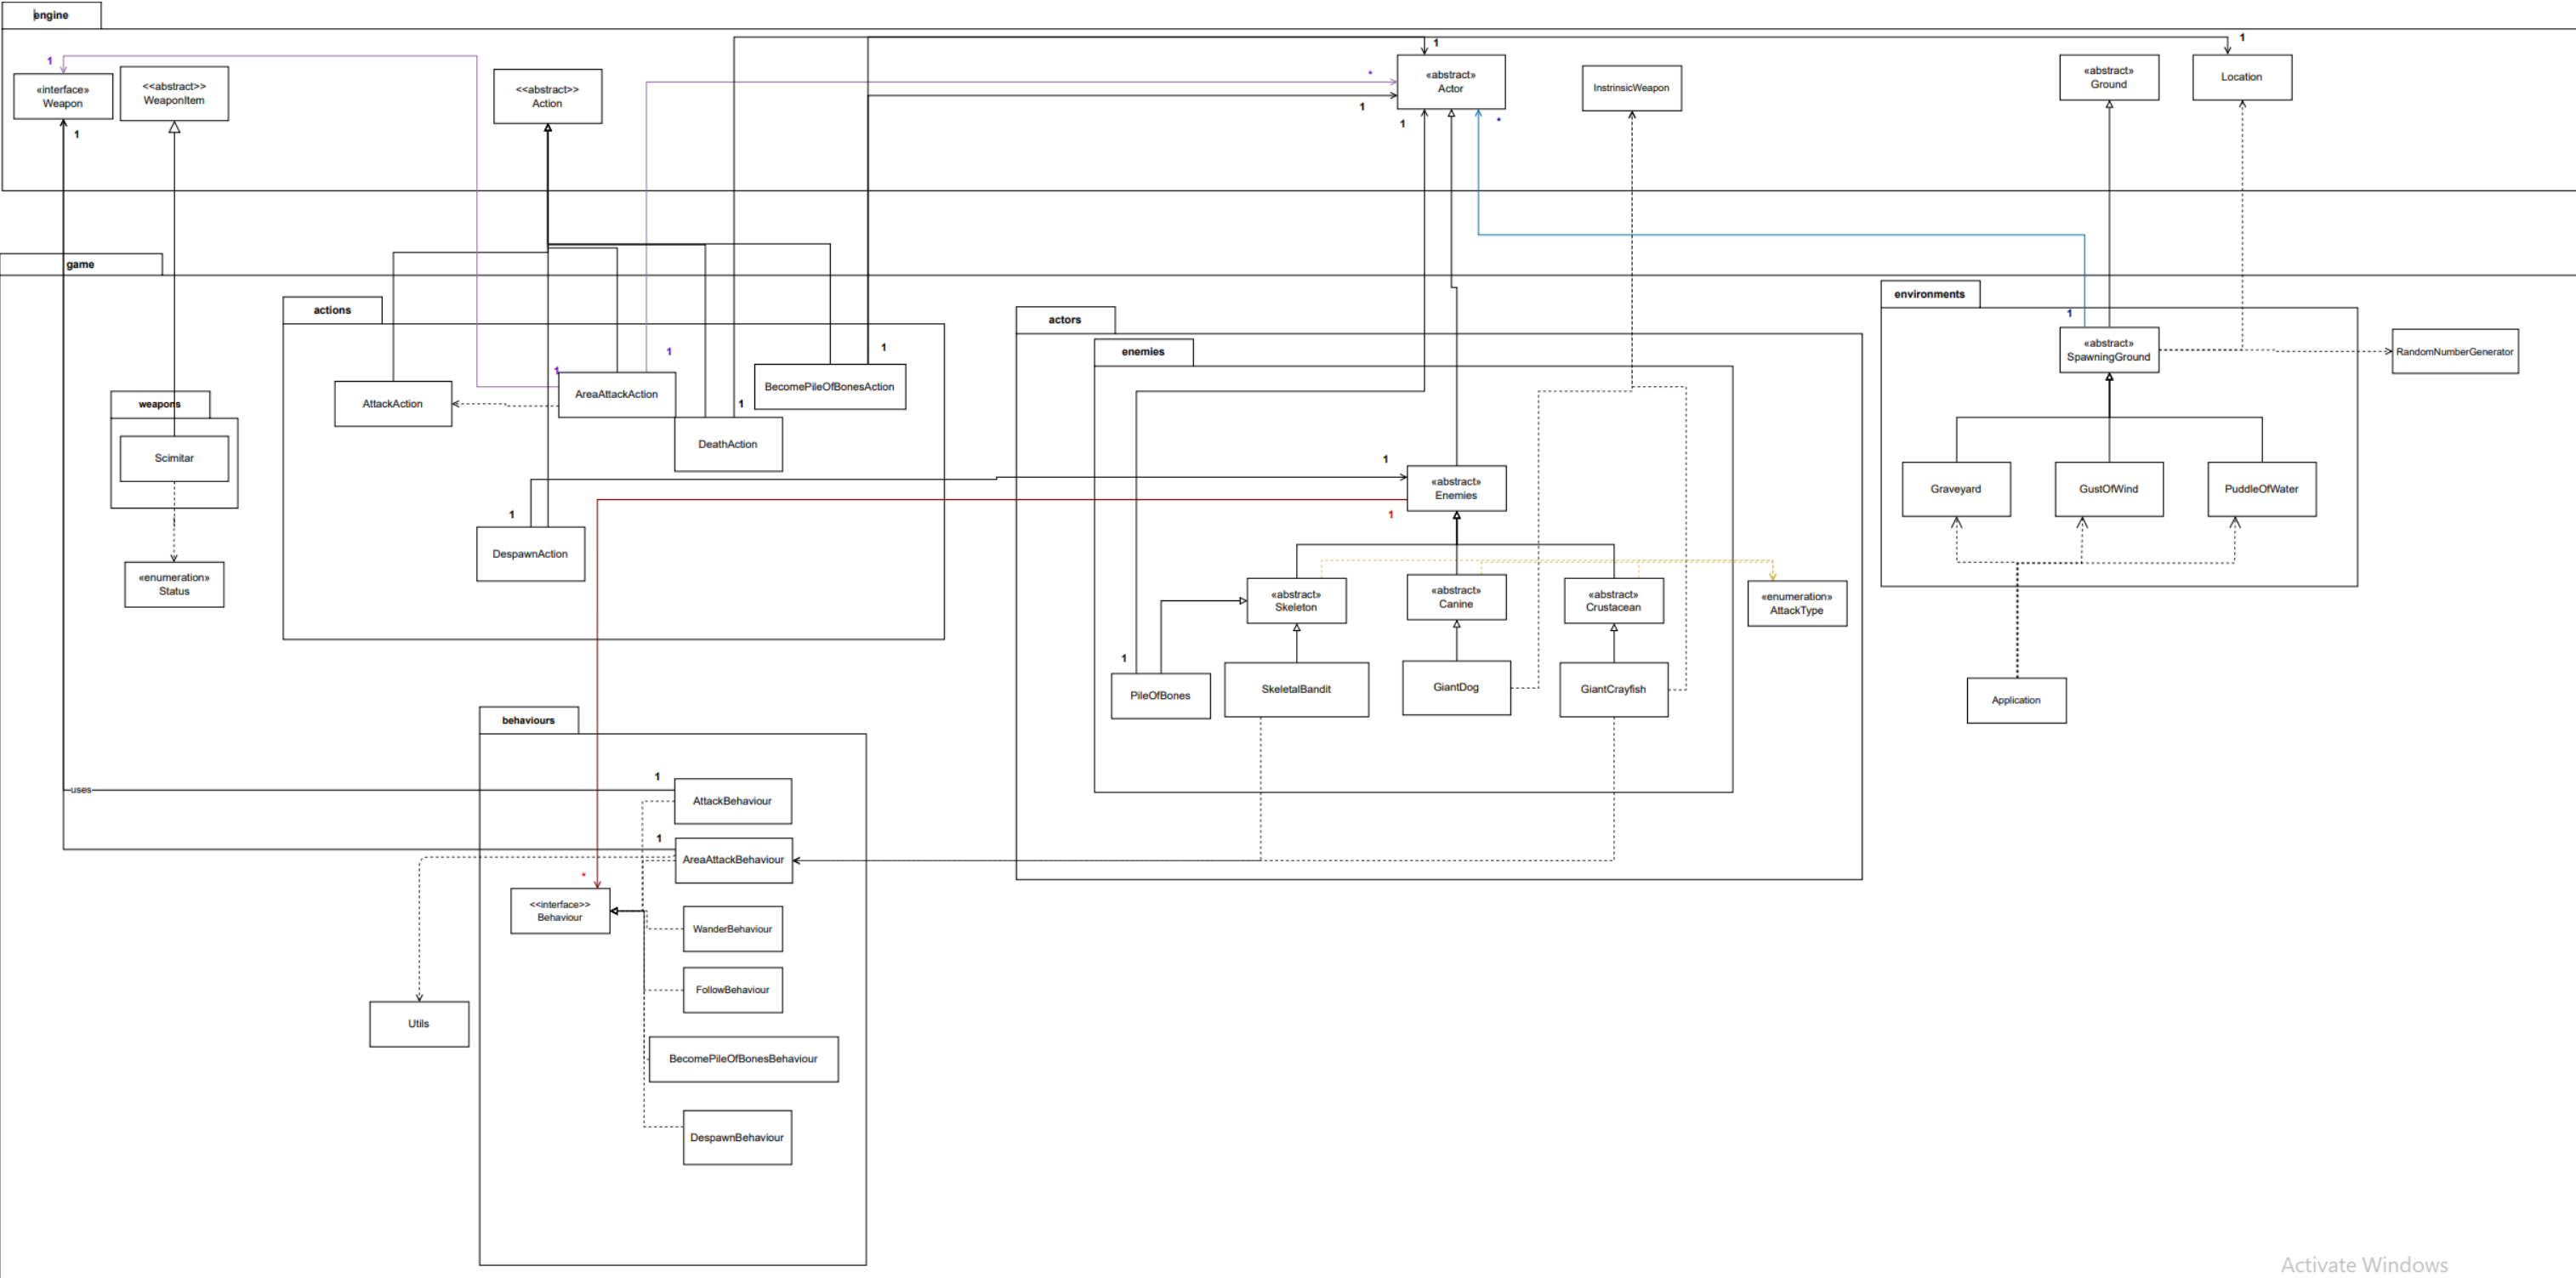 engine
1
1
1
«interface»
Weapon
1
<<abstract>>
WeaponItem
<<abstract>>
Action
*
1
«abstract»
Actor
1
*
InstrinsicWeapon
«abstract»
Ground
Location
game
actions
1
1
1
AttackAction
AreaAttackAction
BecomePileOfBonesAction
1
DeathAction
1
DespawnAction
weapons
Scimitar
«enumeration»
Status
actors
enemies
1
«abstract»
Enemies
1
«abstract»
Skeleton
«abstract»
Canine
«abstract»
Crustacean
«enumeration»
AttackType
1
PileOfBones
SkeletalBandit
GiantDog
GiantCrayfish
environments
1
«abstract»
SpawningGround
RandomNumberGenerator
Graveyard
GustOfWind
PuddleOfWater
Application
behaviours
uses
1
AttackBehaviour
1
AreaAttackBehaviour
*
<<interface>>
Behaviour
WanderBehaviour
FollowBehaviour
BecomePileOfBonesBehaviour
DespawnBehaviour
Utils
Activate Windows